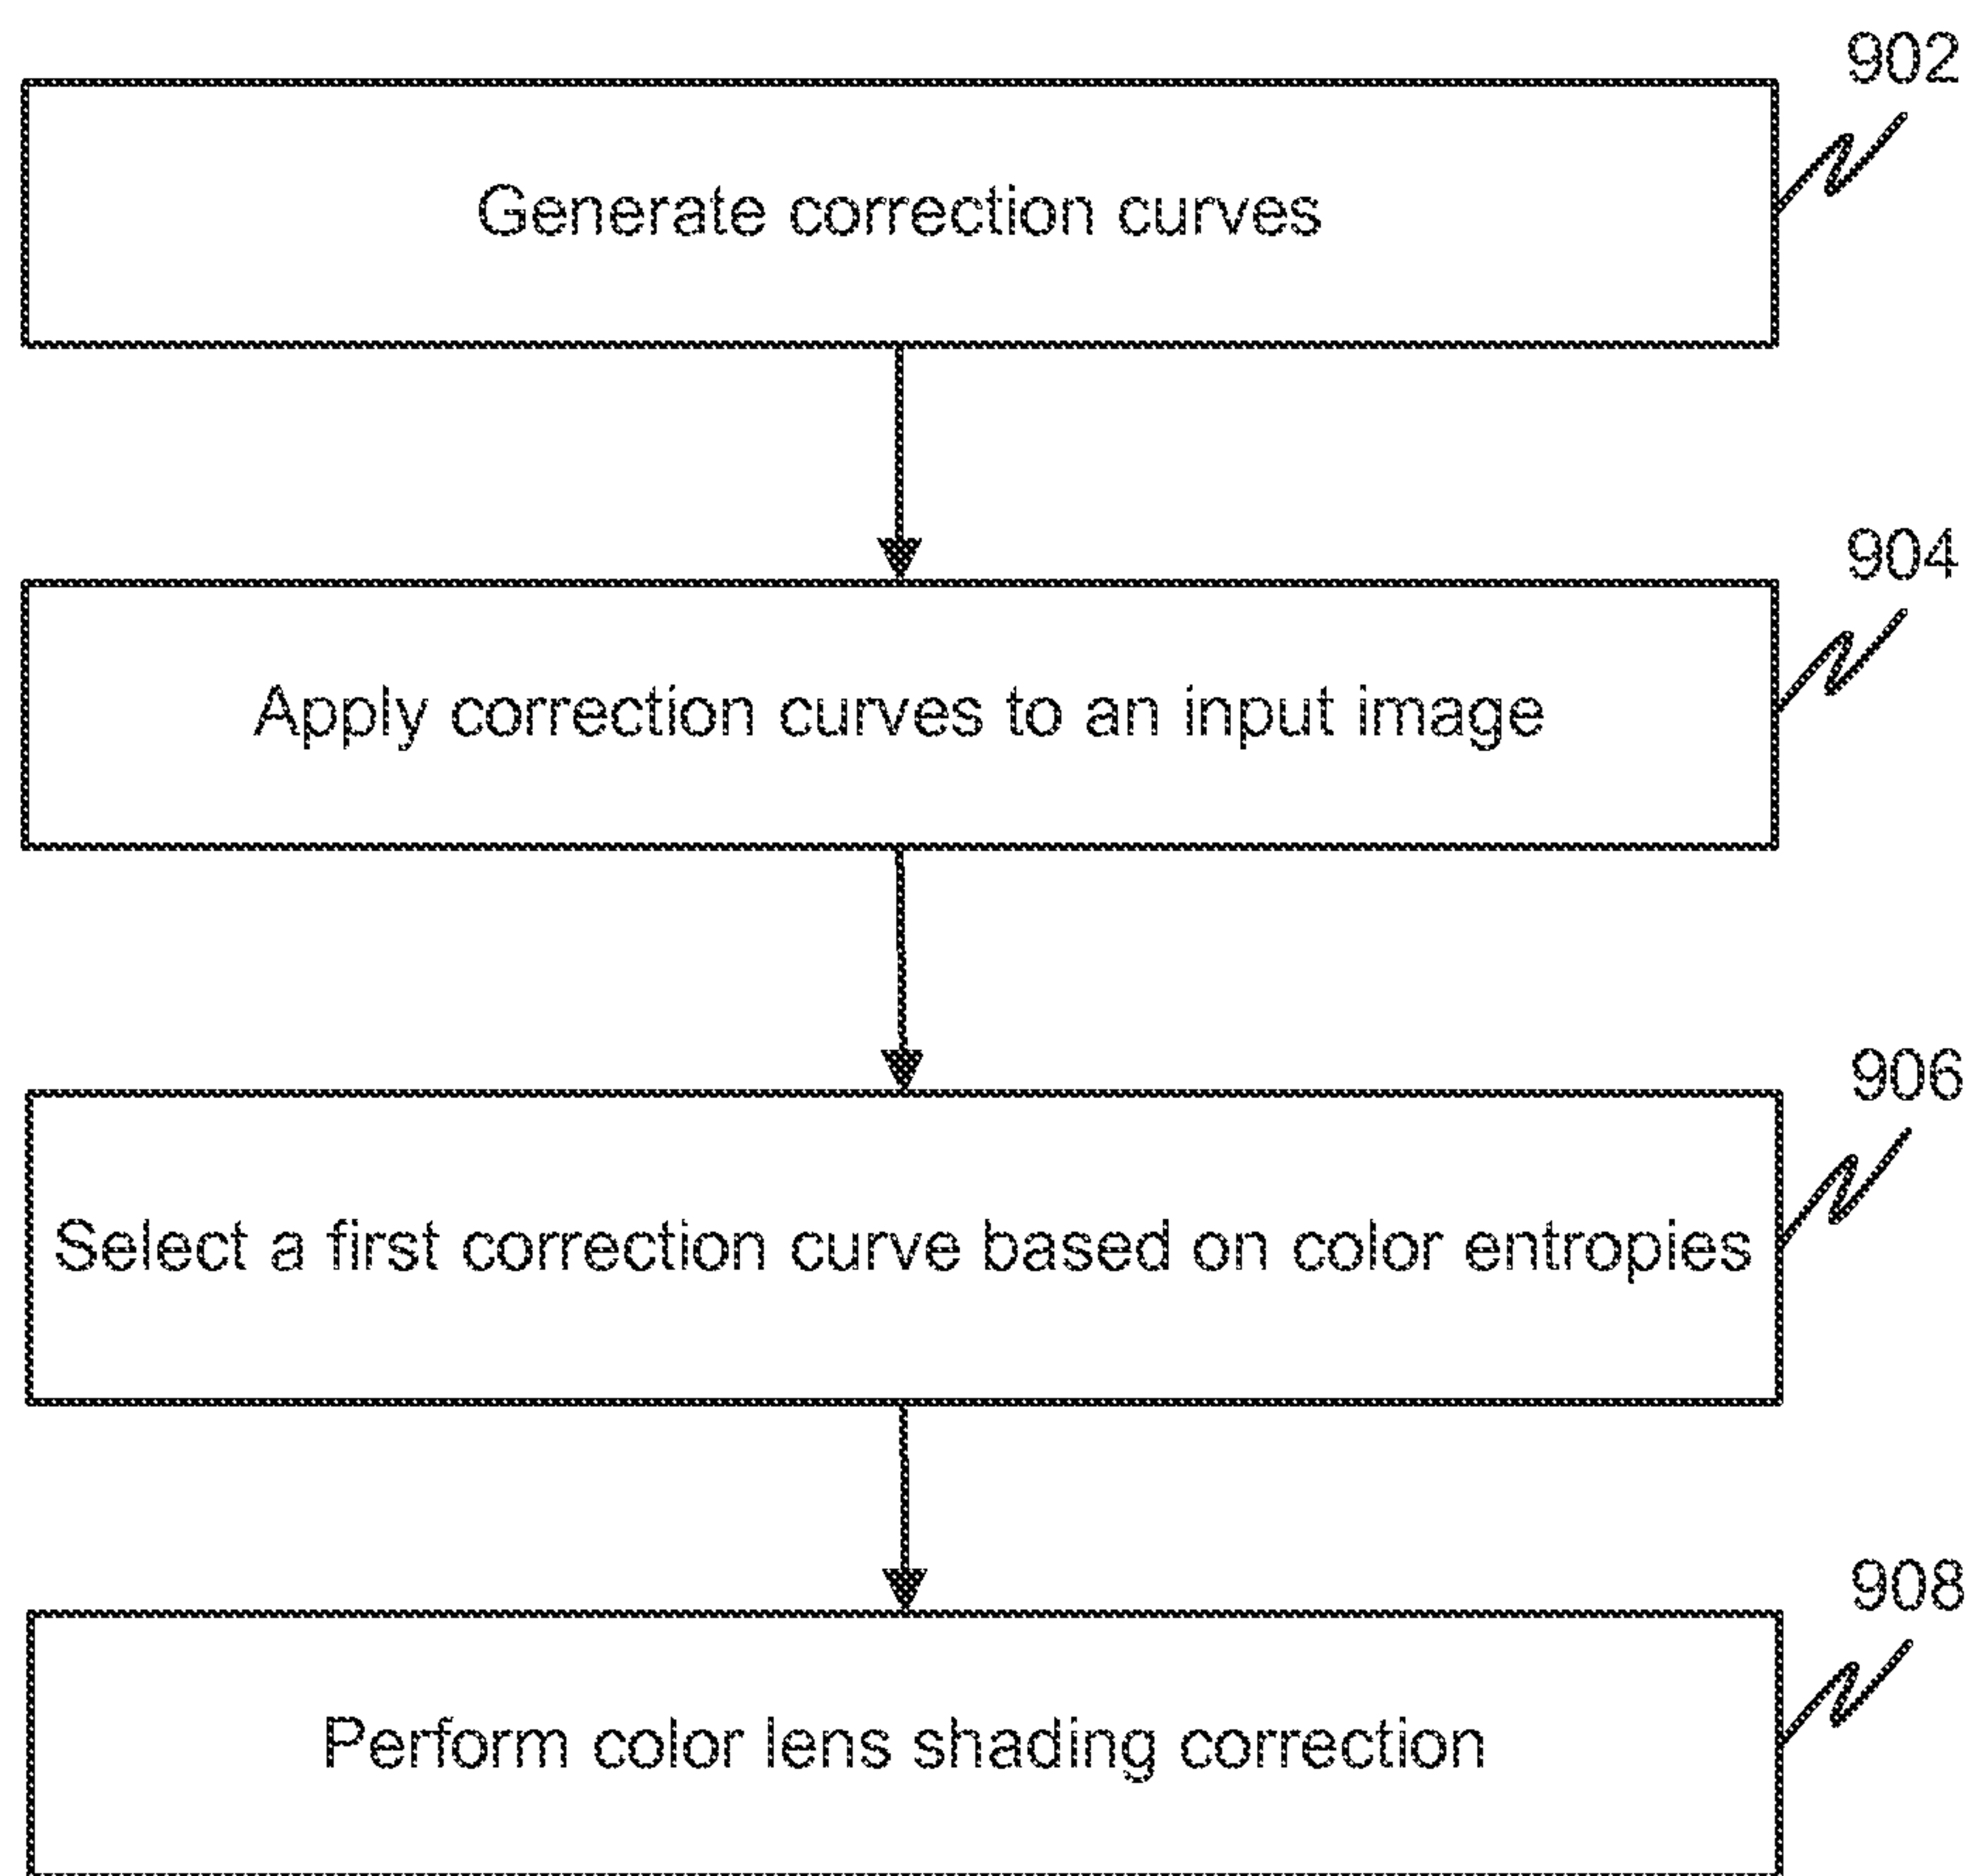 902
Generate correction curves
904
Apply correction curves to an input image
906
Select a first correction curve based on color entropies
908
Perform color lens shading correction